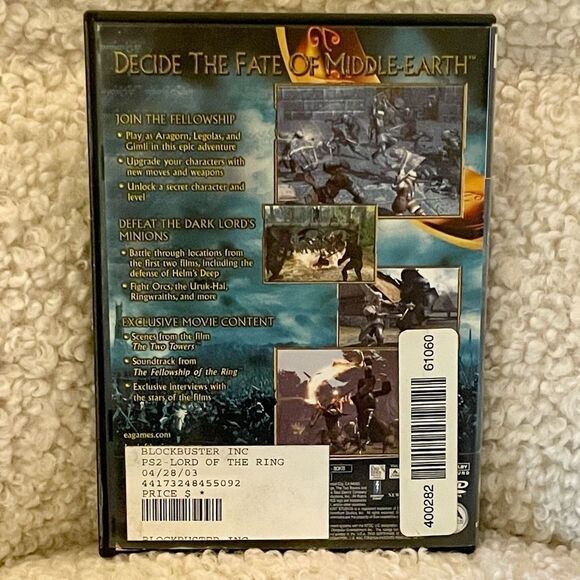 DECIDE THE FATE OF MIDDLE-EARTH™
JOIN THE FELLOWSHIP
• Play as Aragorn, Legolas, and
Gimli in this epic adventure
• Upgrade your characters with
new moves and weapons
• Unlock a secret character and
level
DEFEAT THE DARK LORD'S
MINIONS
• Battle through locations from
the first two films, including the
defense of Helm's Deep
• Fight Orcs, the Uruk-Hai,
Ringwraiths, and more
EXCLUSIVE MOVIE CONTENT
• Scenes from the film
The Two Towers
• Soundtrack from
The Fellowship of the Ring
• Exclusive interviews with
the stars of the films
eagames.com
BLOCKBUSTER INC
PS2-LORD OF THE RING
04/28/03
44173248455092
PRICE $ *
BLOCKBUSTER INC
61060
400282